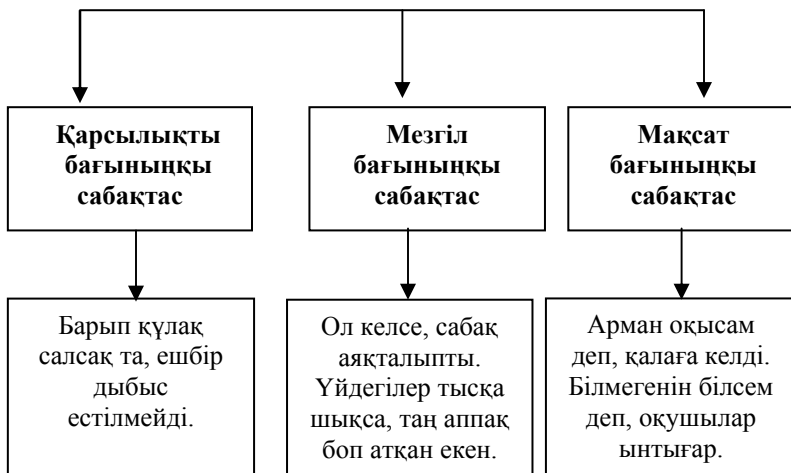 Қарсылықты
бағыныңқы
сабақтас
Мезгіл
бағыныңқы
сабақтас
Мақсат
бағыныңқы
сабақтас
Барып құлақ
салсақ та, ешбір
дыбыс
естілмейді.
Ол келсе, сабақ
аяқталыпты.
Үйдегілер тысқа
шықса, таң аппақ
боп атқан екен.
Арман оқысам
деп, қалаға келді.
Білмегенін білсем
деп, оқушылар
ынтығар.